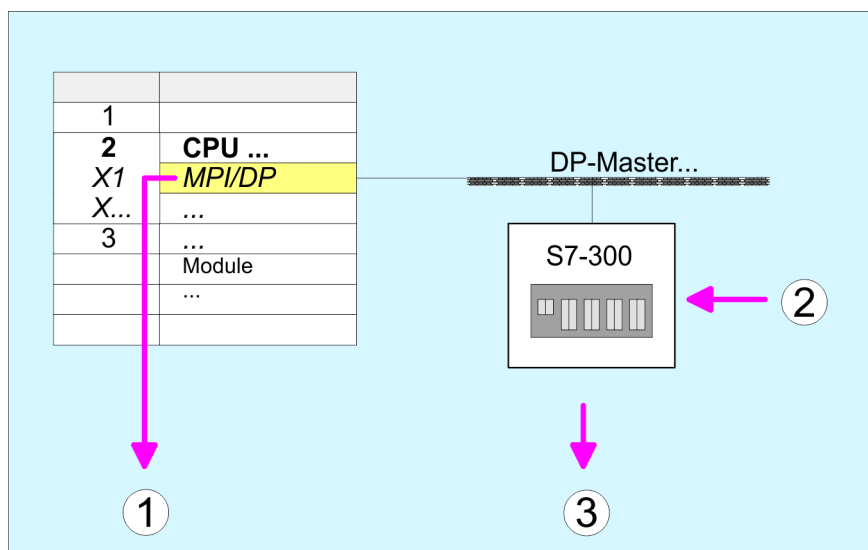 1
2 CPU ...
X1 MPI/DP
X... ...
3 ...
Module
...
DP-Master...
S7-300
2
1
3